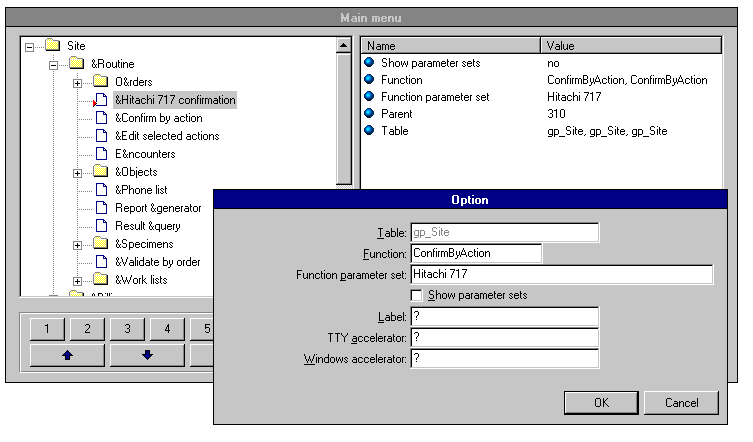 Main menu
Site
&Routine
O&rders
&Hitachi 717 confirmation
&Confirm by action
&Edit selected actions
E&ncounters
&Objects
&Phone list
Report &generator
Result &query
&Specimens
&Validate by order
&Work lists
1 2 3 4 5
Name Value
Show parameter sets no
Function ConfirmByAction, ConfirmByAction
Function parameter set Hitachi 717
Parent 310
Table gp_Site, gp_Site, gp_Site
Option
Table: gp_Site
Function: ConfirmByAction
Function parameter set: Hitachi 717
Show parameter sets
Label: ?
TTY accelerator: ?
Windows accelerator: ?
OK Cancel